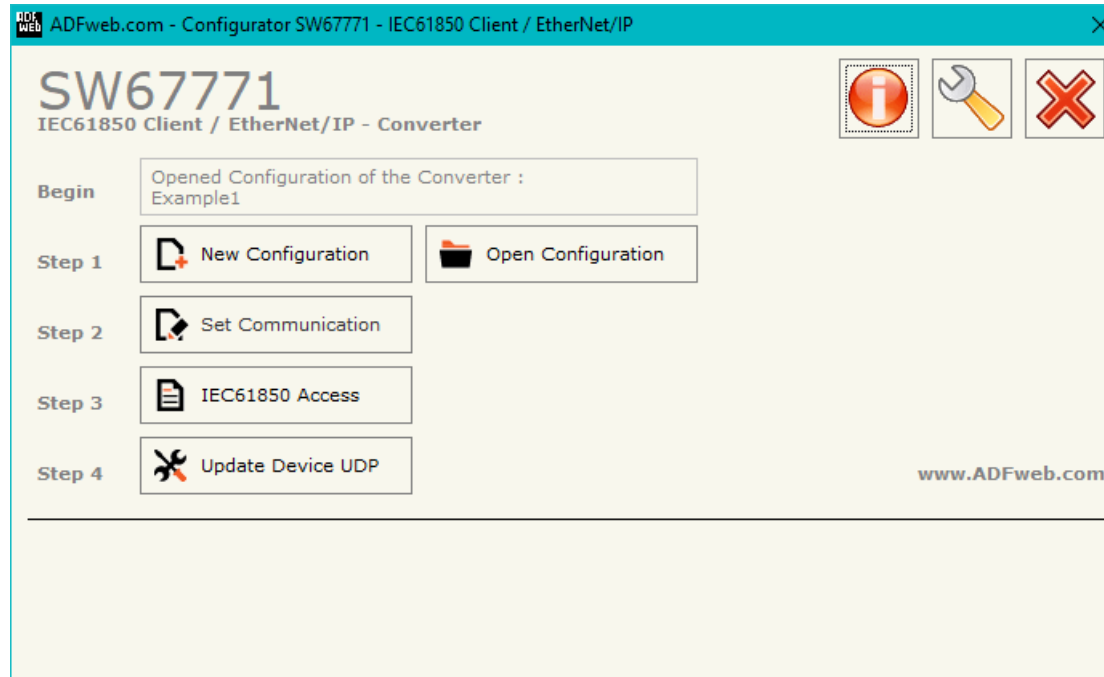 ADF
WEB
ADFweb.com - Configurator SW67771 - IEC61850 Client / EtherNet/IP
SW67771
IEC61850 Client / EtherNet/IP - Converter
Begin
Opened Configuration of the Converter :
Example1
Step 1
New Configuration
Open Configuration
Step 2
Set Communication
Step 3
IEC61850 Access
Step 4
Update Device UDP
www.ADFweb.com